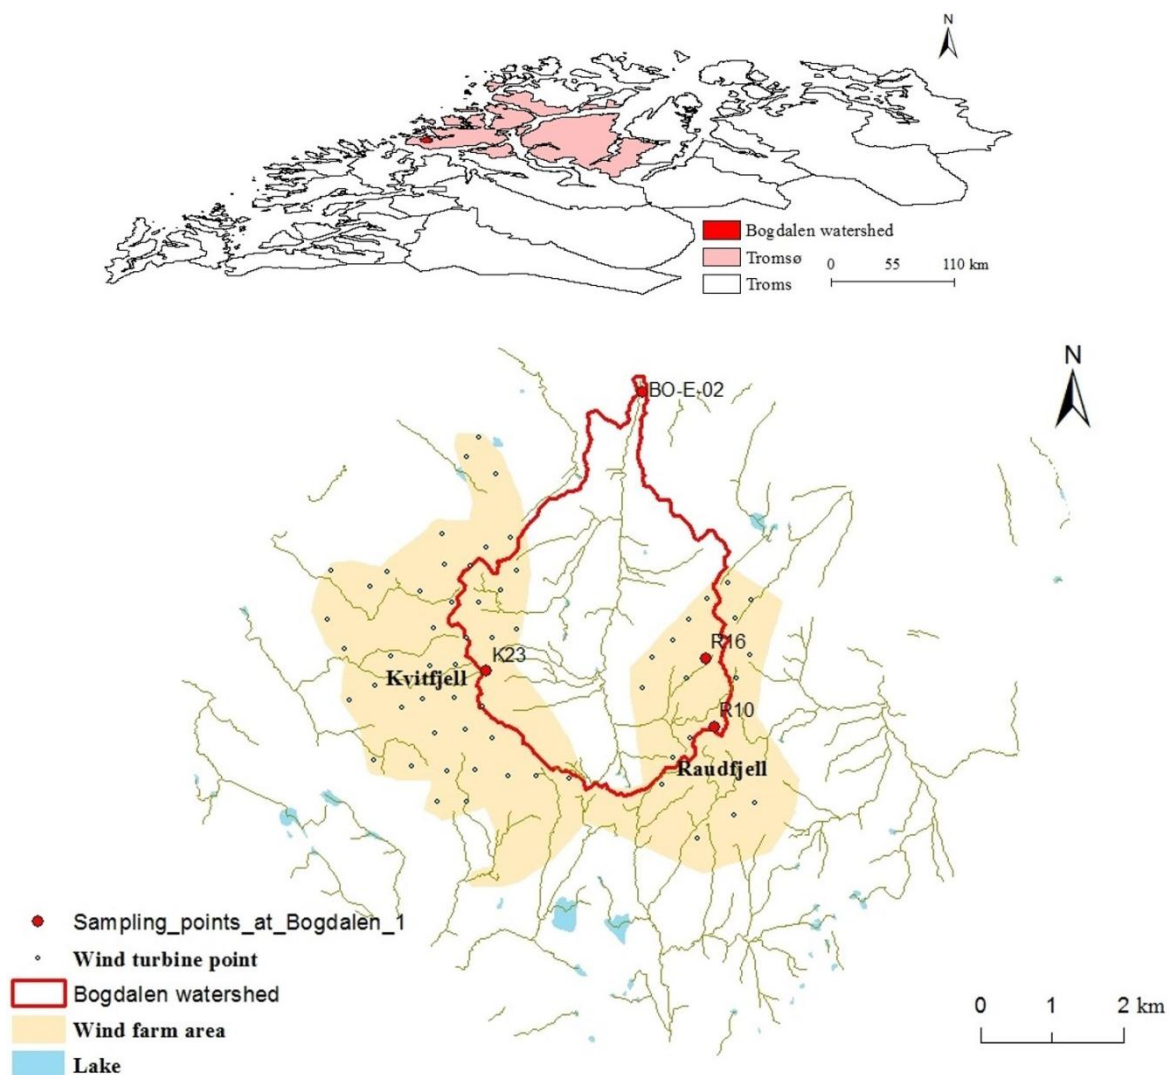 N
Bogdalen watershed
Tromsø
Troms
0 55 110 km
N
BO-E-02
K23
R16
Kvitfjell
R10
Raudfjell
Sampling_points_at_Bogdalen_1
Wind turbine point
Bogdalen watershed
Wind farm area
Lake
0 1 2 km